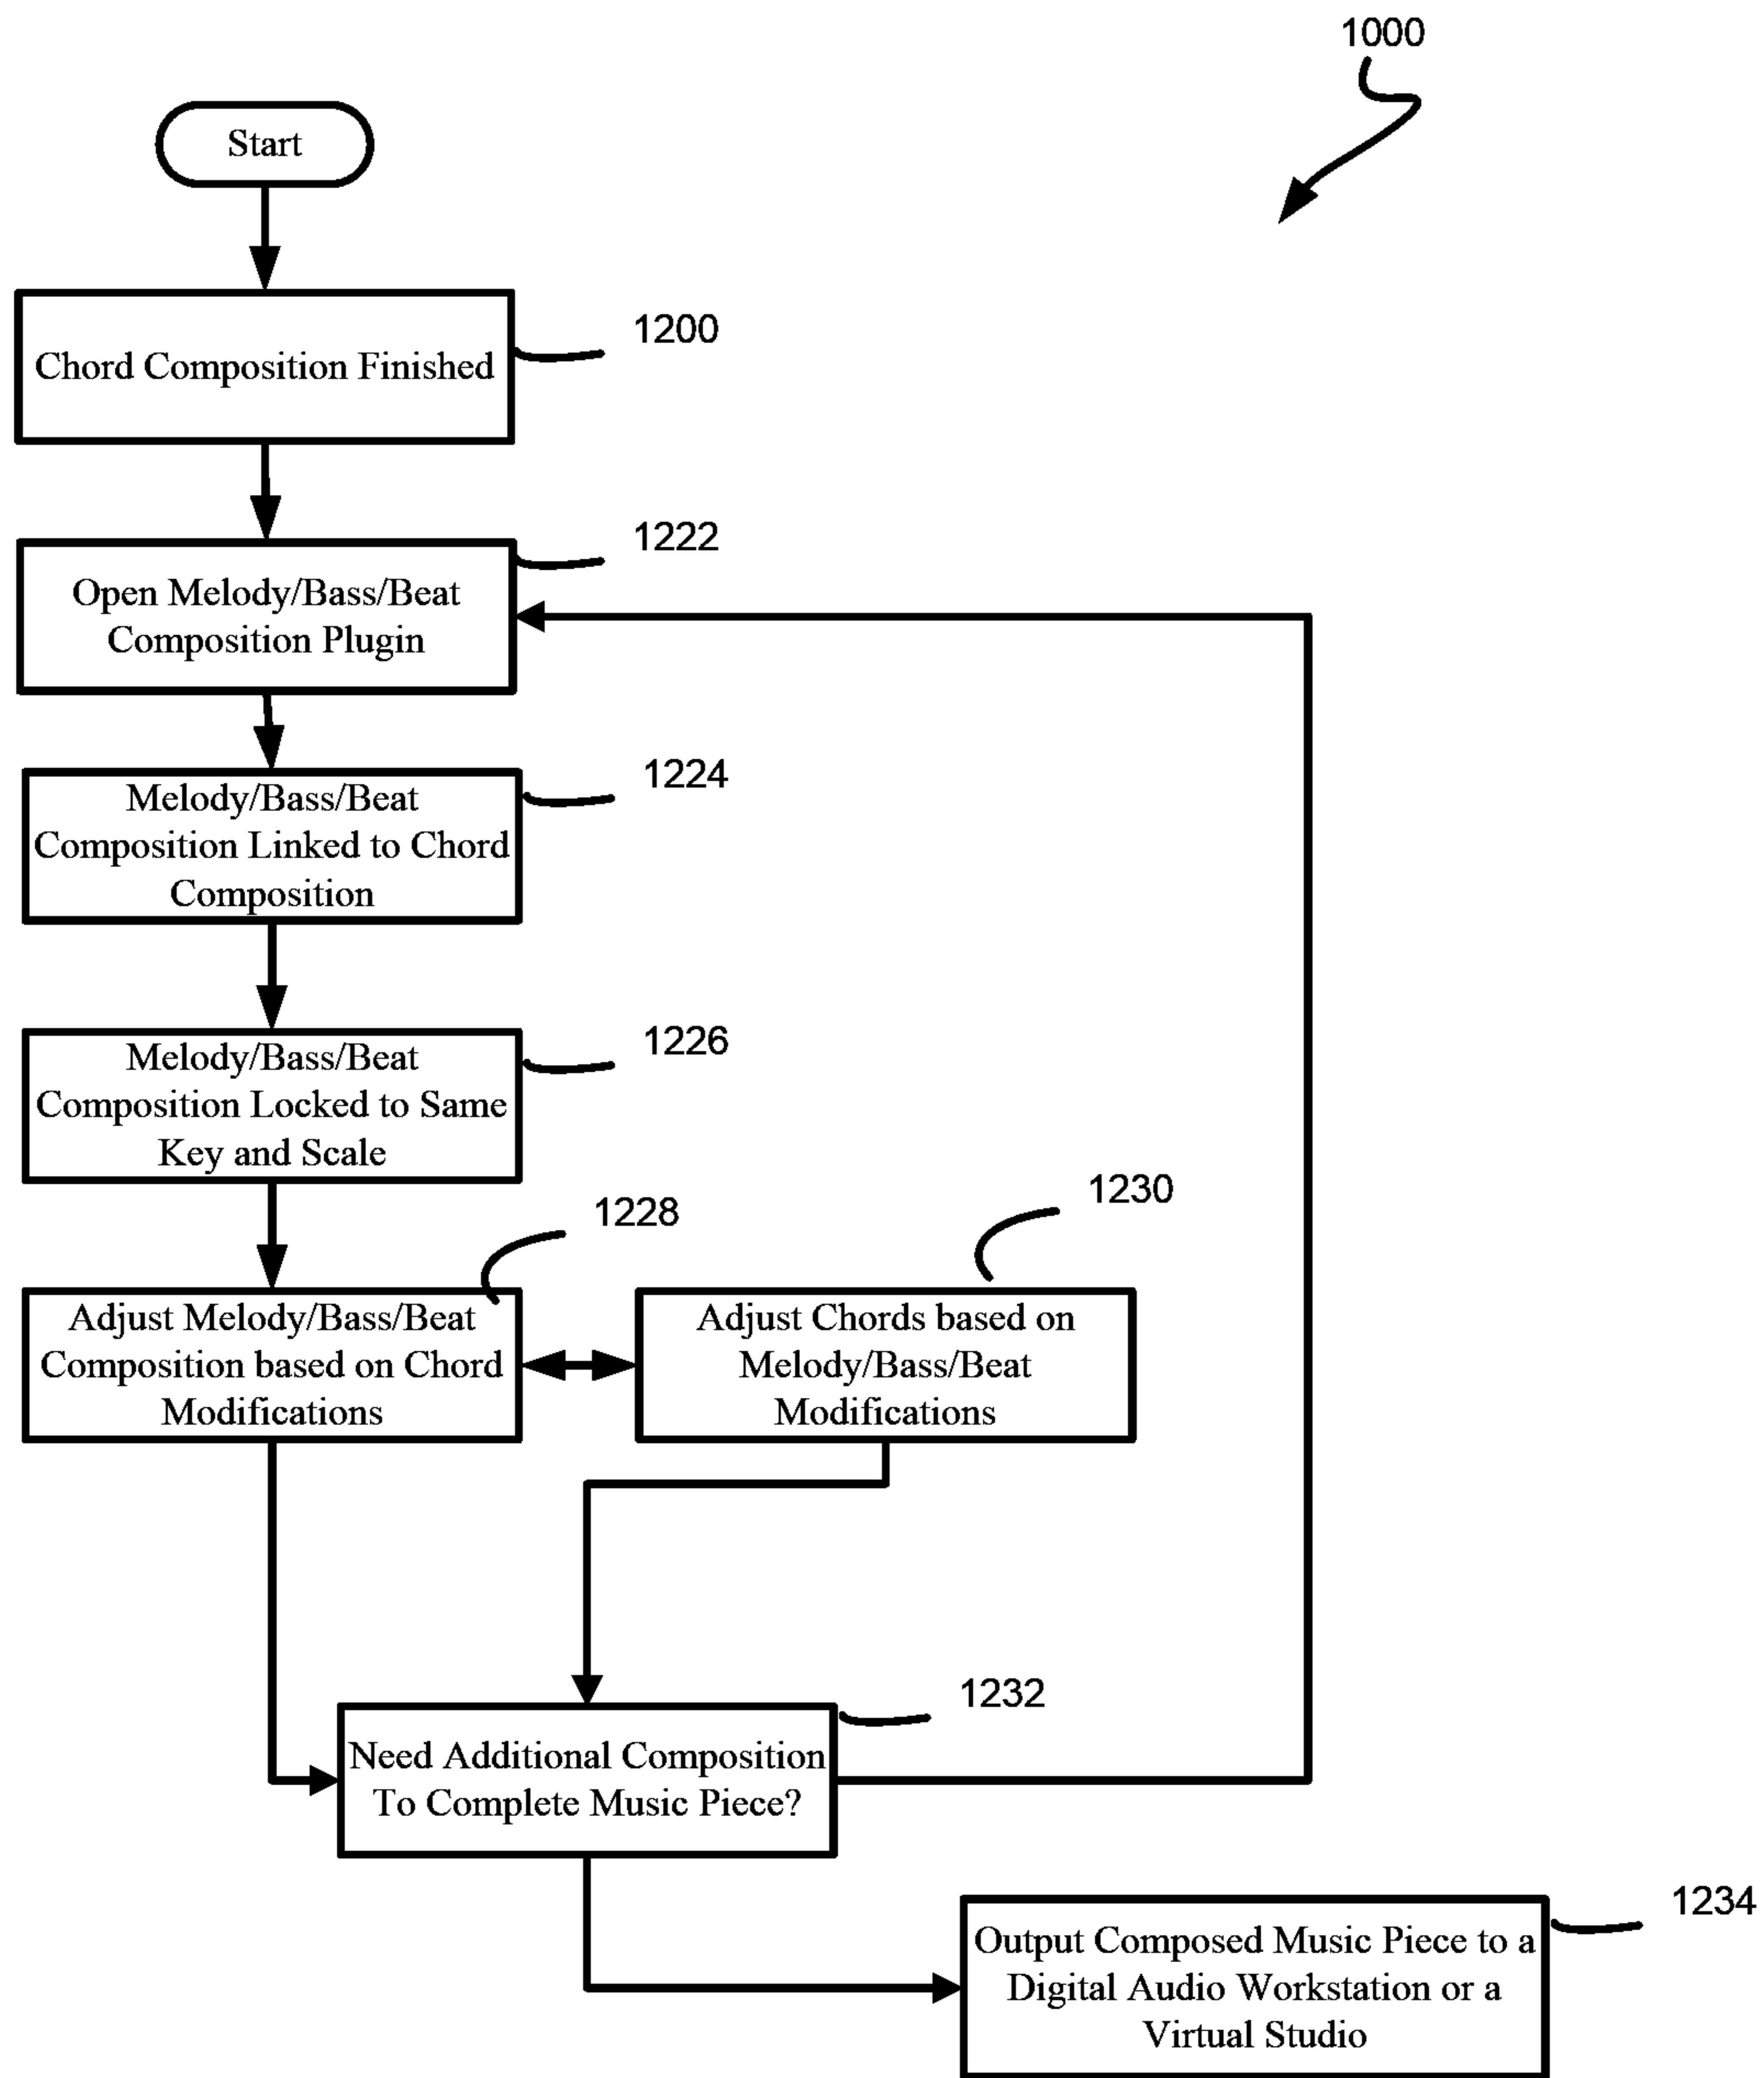 1000
Start
Chord Composition Finished
1200
Open Melody/Bass/Beat
Composition Plugin
1222
Melody/Bass/Beat
Composition Linked to Chord
Composition
1224
Melody/Bass/Beat
Composition Locked to Same
Key and Scale
1226
Adjust Melody/Bass/Beat
Composition based on Chord
Modifications
1228
Adjust Chords based on
Melody/Bass/Beat
Modifications
1230
Need Additional Composition
To Complete Music Piece?
1232
Output Composed Music Piece to a
Digital Audio Workstation or a
Virtual Studio
1234